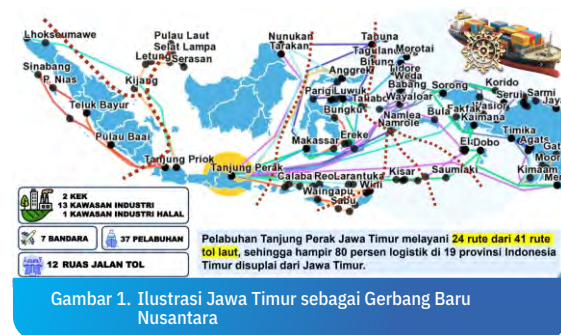 Lhokseumawe
Sinabang
P. Nias
Teluk Bayur
Pulau Baai
Pulau Laut
Selat Lampa
Letung
Serasan
Kijang
Tanjung Priok
Tanjung Perak
Nunukan
Tarakan
Tahuna
Tagulandang
Bitung
Morotai
Tidore
Weda
Anggrek
Babang
Parigi
Luwuk
Wayaloar
Bungku
Makassar
Ereke
Namlea
Namrole
Sorong
Korido
Serui
Sarmi
Bula
Fakfak
Kaimana
Timika
Agats
Dobo
Kimaam
Calabai
Reo
Larantuka
Waingapu
Wini
Sabu
Kisar
Saumlaki
2 KEK
13 KAWASAN INDUSTRI
1 KAWASAN INDUSTRI HALAL
7 BANDARA
37 PELABUHAN
12 RUAS JALAN TOL
Pelabuhan Tanjung Perak Jawa Timur melayani 24 rute dari 41 rute
tol laut, sehingga hampir 80 persen logistik di 19 provinsi Indonesia
Timur disuplai dari Jawa Timur.
Gambar 1. Ilustrasi Jawa Timur sebagai Gerbang Baru
Nusantara